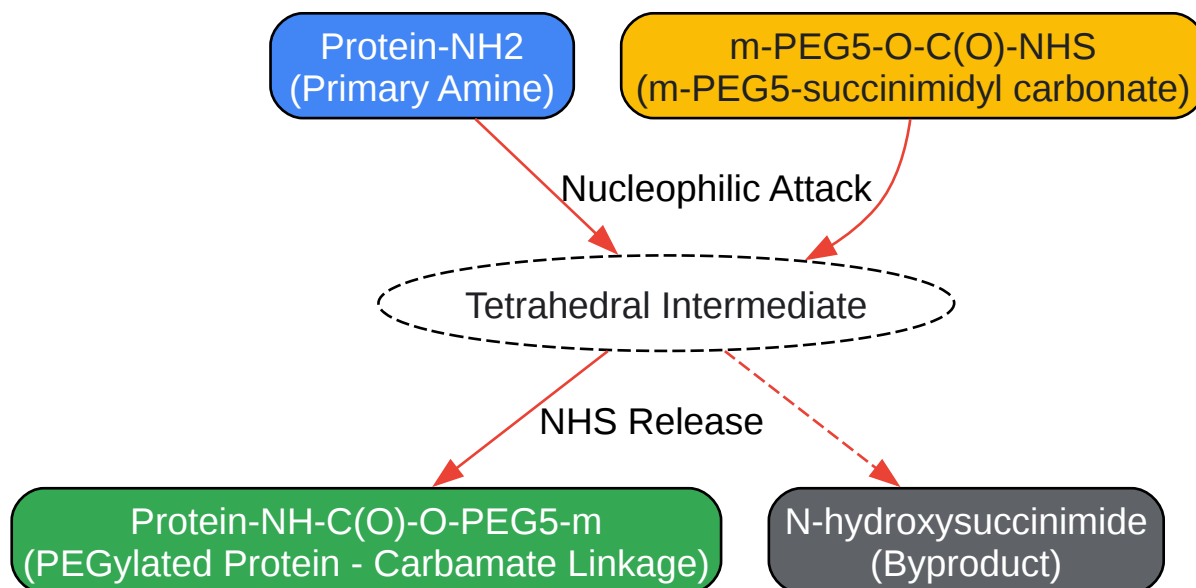 Protein-NH2
(Primary Amine)
m-PEG5-O-C(O)-NHS
(m-PEG5-succinimidyl carbonate)
Nucleophilic Attack
Tetrahedral Intermediate
NHS Release
Protein-NH-C(O)-O-PEG5-m
(PEGylated Protein - Carbamate Linkage)
N-hydroxysuccinimide
(Byproduct)